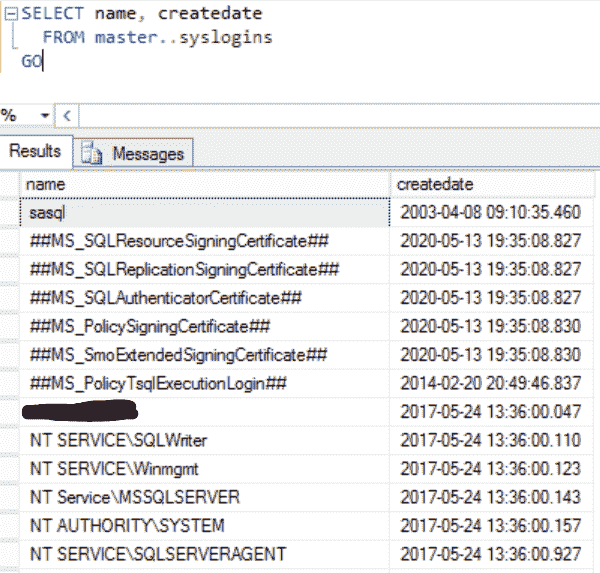 SELECT name, createdate
FROM master..syslogins
GO
%
Results Messages
name createdate
sasql 2003-04-08 09:10:35.460
##MS_SQLResourceSigningCertificate## 2020-05-13 19:35:08.827
##MS_SQLReplicationSigningCertificate## 2020-05-13 19:35:08.827
##MS_SQLAuthenticatorCertificate## 2020-05-13 19:35:08.827
##MS_PolicySigningCertificate## 2020-05-13 19:35:08.830
##MS_SmoExtendedSigningCertificate## 2020-05-13 19:35:08.830
##MS_PolicyTsqlExecutionLogin## 2014-02-20 20:49:46.837
2017-05-24 13:36:00.047
NT SERVICE\SQLWriter 2017-05-24 13:36:00.110
NT SERVICE\Winmgmt 2017-05-24 13:36:00.123
NT Service\MSSQLSERVER 2017-05-24 13:36:00.143
NT AUTHORITY\SYSTEM 2017-05-24 13:36:00.157
NT SERVICE\SQLSERVERAGENT 2017-05-24 13:36:00.927